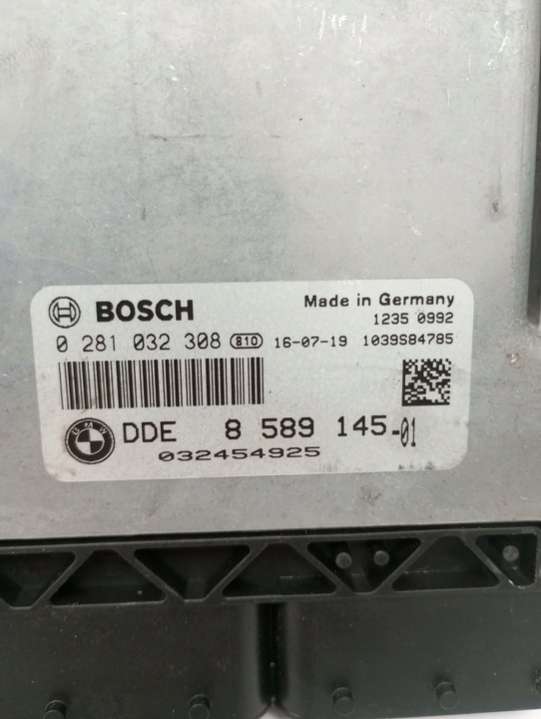 BOSCH
Made in Germany
1235 0992
0 281 032 308 810 16-07-19 1039S84785
DDE 8 589 145-01
032454925